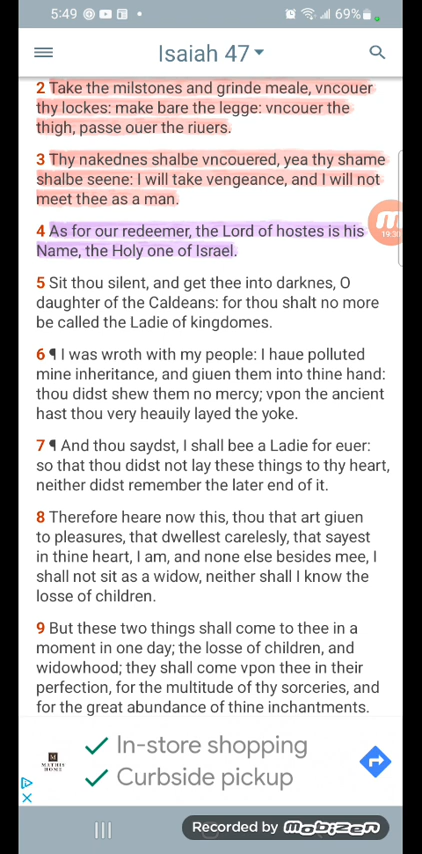 5:49
69%
Isaiah 47
2 Take the milstones and grinde meale, vncouer
thy lockes: make bare the legge: vncouer the
thigh, passe ouer the riuers.
3 Thy nakednes shalbe vncouered, yea thy shame
shalbe seene: I will take vengeance, and I will not
meet thee as a man.
4 As for our redeemer, the Lord of hostes is his
Name, the Holy one of Israel.
5 Sit thou silent, and get thee into darknes, O
daughter of the Caldeans: for thou shalt no more
be called the Ladie of kingdomes.
6 ¶ I was wroth with my people: I haue polluted
mine inheritance, and giuen them into thine hand:
thou didst shew them no mercy; vpon the ancient
hast thou very heauily layed the yoke.
7 ¶ And thou saydst, I shall bee a Ladie for euer:
so that thou didst not lay these things to thy heart,
neither didst remember the later end of it.
8 Therefore heare now this, thou that art giuen
to pleasures, that dwellest carelesly, that sayest
in thine heart, I am, and none else besides mee, I
shall not sit as a widow, neither shall I know the
losse of children.
9 But these two things shall come to thee in a
moment in one day; the losse of children, and
widowhood; they shall come vpon thee in their
perfection, for the multitude of thy sorceries, and
for the great abundance of thine inchantments.
In-store shopping
Curbside pickup
MATHIS
HOME
Recorded by Mobizen